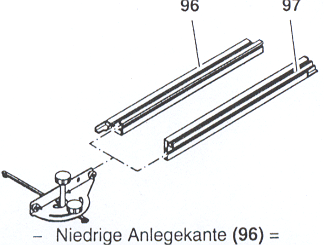 96 97
– Niedrige Anlegekante (96) =